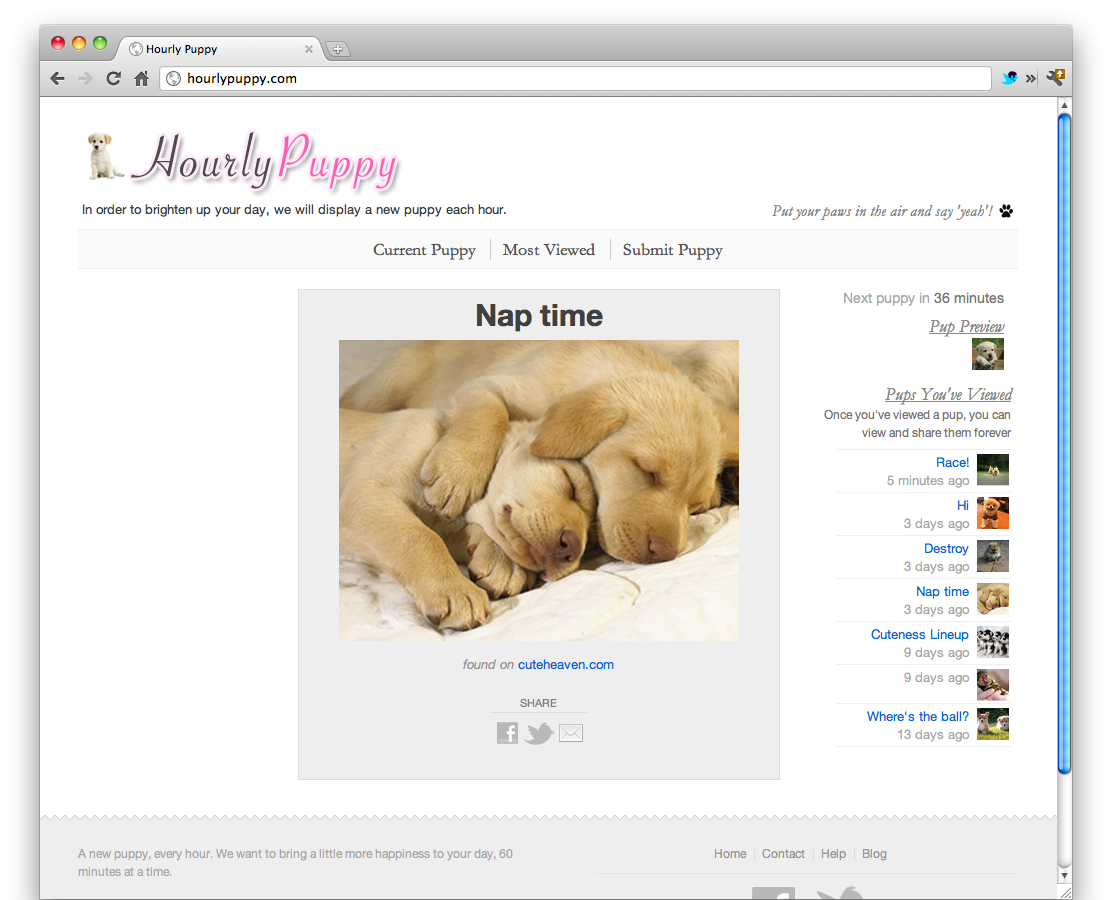 Hourly Puppy
hourlypuppy.com
HourlyPuppy
In order to brighten up your day, we will display a new puppy each hour.
Put your paws in the air and say 'yeah'!
Current Puppy
Most Viewed
Submit Puppy
Nap time
found on cuteheaven.com
SHARE
Next puppy in 36 minutes
Pup Preview
Pups You've Viewed
Once you've viewed a pup, you can
view and share them forever
Race!
5 minutes ago
Hi
3 days ago
Destroy
3 days ago
Nap time
3 days ago
Cuteness Lineup
9 days ago
9 days ago
Where's the ball?
13 days ago
A new puppy, every hour. We want to bring a little more happiness to your day, 60
minutes at a time.
Home
Contact
Help
Blog